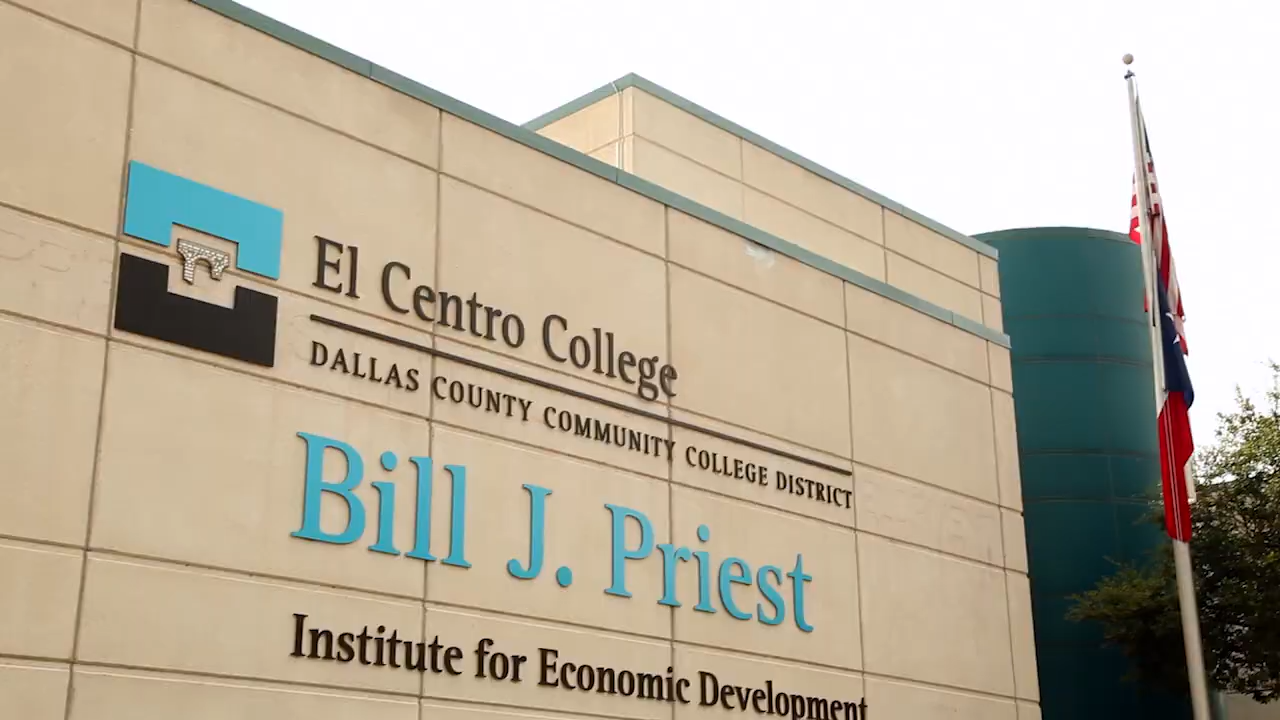 El Centro College
DALLAS COUNTY COMMUNITY COLLEGE DISTRICT
Bill J. Priest
Institute for Economic Development